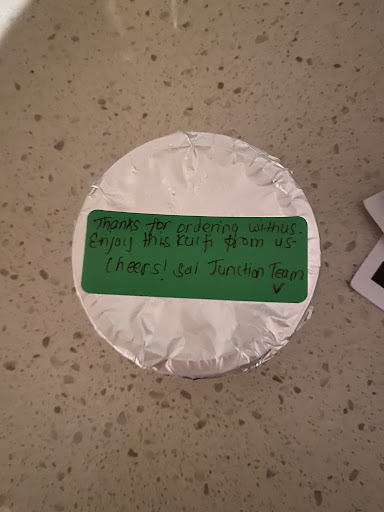 Thanks for ordering with us.
Enjoy this Kulfi from us
Cheers! Sai Junction Team